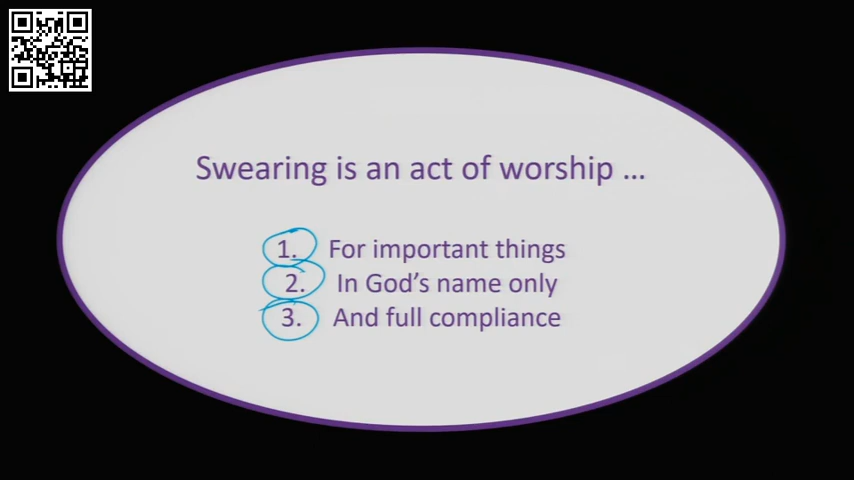 Swearing is an act of worship ...
1. For important things
2. In God's name only
3. And full compliance